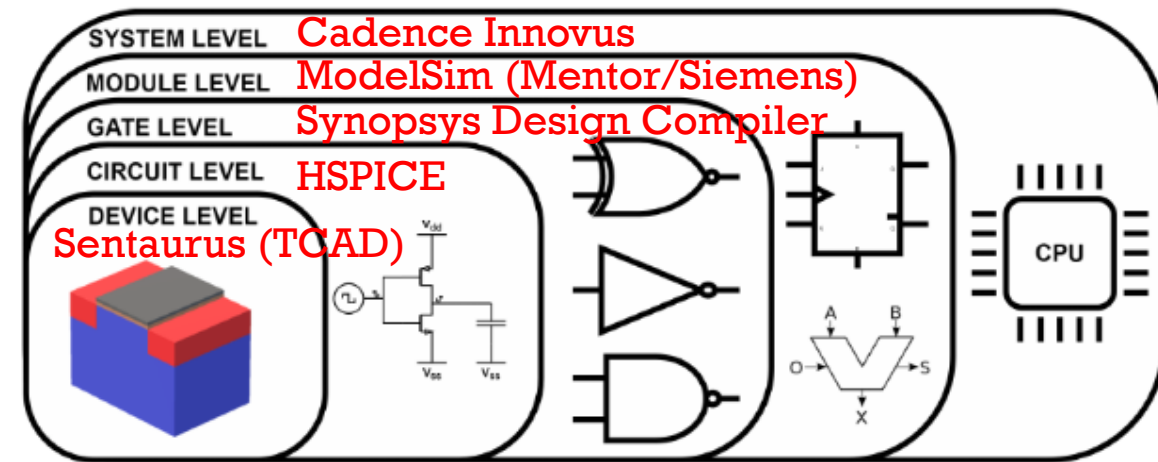 SYSTEM LEVEL Cadence Innovus
MODULE LEVEL ModelSim (Mentor/Siemens)
GATE LEVEL Synopsys Design Compiler
CIRCUIT LEVEL HSPICE
DEVICE LEVEL
Sentaurus (TCAD)
Vdd
Vss
Vss
A B
O S
X
CPU